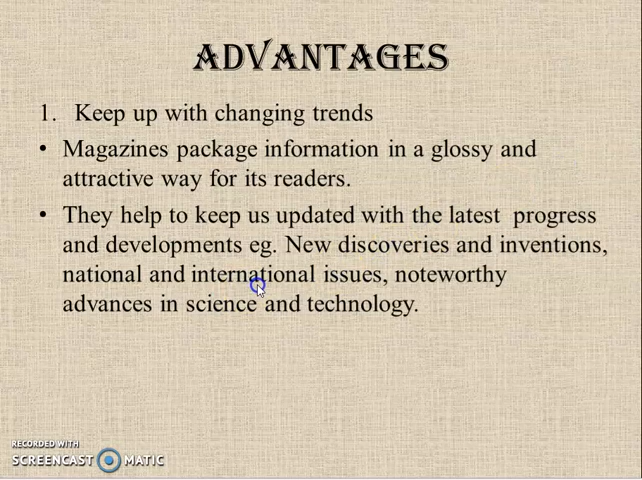 ADVANTAGES
1. Keep up with changing trends
• Magazines package information in a glossy and
attractive way for its readers.
• They help to keep us updated with the latest progress
and developments eg. New discoveries and inventions,
national and international issues, noteworthy
advances in science and technology.
RECORDED WITH
SCREENCAST MATIC